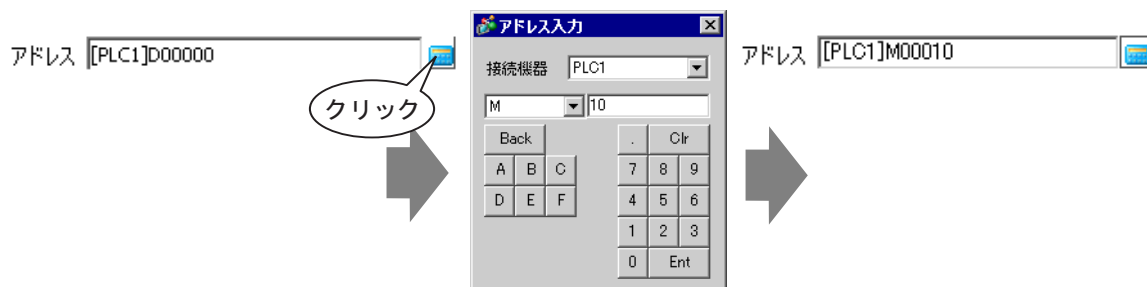 アドレス [PLC1]D00000
クリック
アドレス入力
接続機器 PLC1
M 10
Back . Clr
A B C 7 8 9
D E F 4 5 6
1 2 3
0 Ent
アドレス [PLC1]M00010